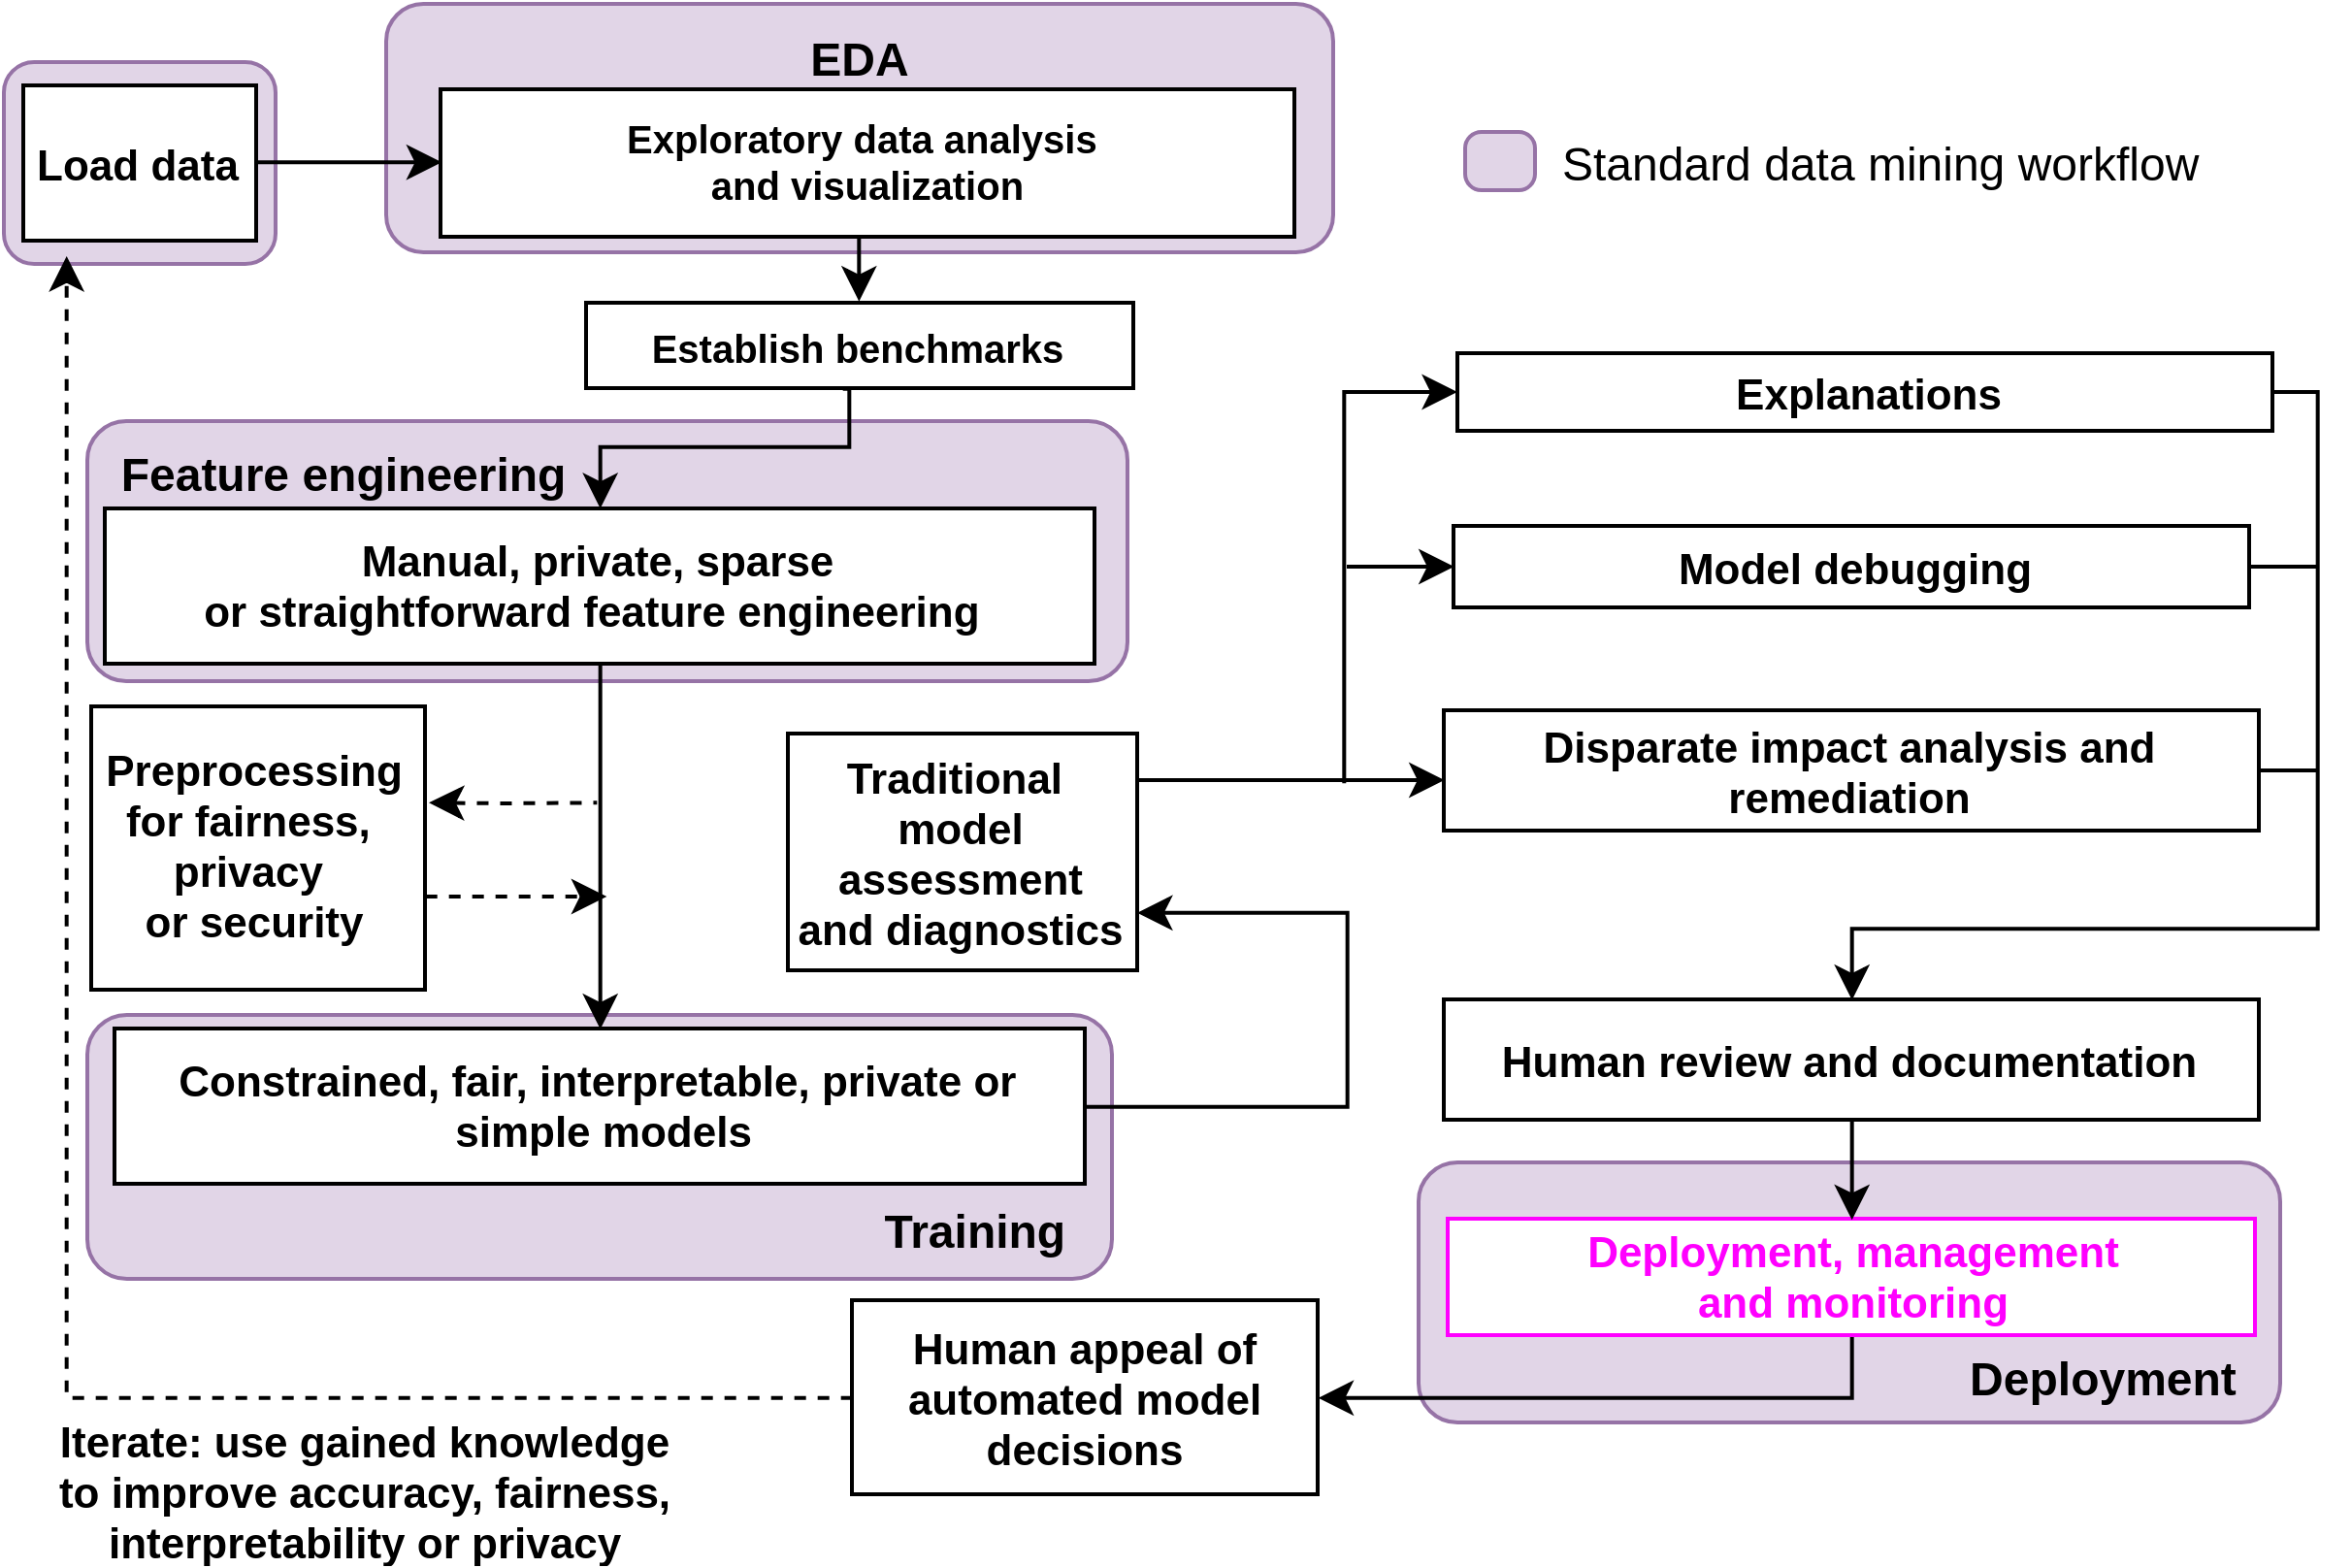 EDA
Load data
Exploratory data analysis
and visualization
Standard data mining workflow
Establish benchmarks
Explanations
Feature engineering
Manual, private, sparse
or straightforward feature engineering
Model debugging
Preprocessing
for fairness,
privacy
or security
Traditional
model
assessment
and diagnostics
Disparate impact analysis and
remediation
Constrained, fair, interpretable, private or
simple models
Training
Human review and documentation
Deployment, management
and monitoring
Deployment
Human appeal of
automated model
decisions
Iterate: use gained knowledge
to improve accuracy, fairness,
interpretability or privacy